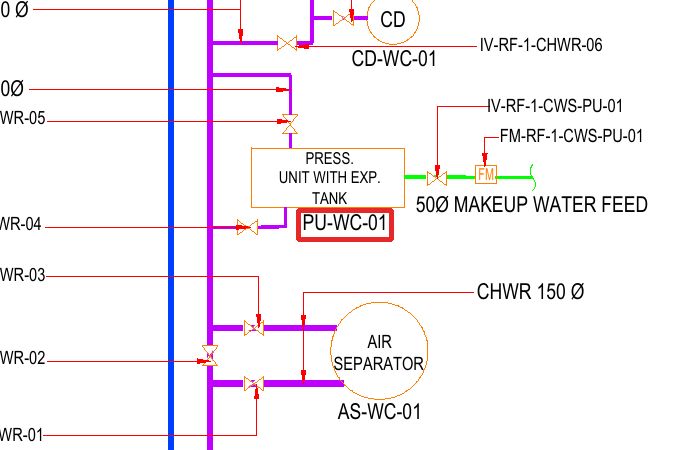 0 Ø
CD
IV-RF-1-CHWR-06
CD-WC-01
0Ø
IV-RF-1-CWS-PU-01
WR-05
FM-RF-1-CWS-PU-01
PRESS.
UNIT WITH EXP.
TANK
FM
50Ø MAKEUP WATER FEED
WR-04
PU-WC-01
WR-03
CHWR 150 Ø
AIR
SEPARATOR
WR-02
AS-WC-01
WR-01